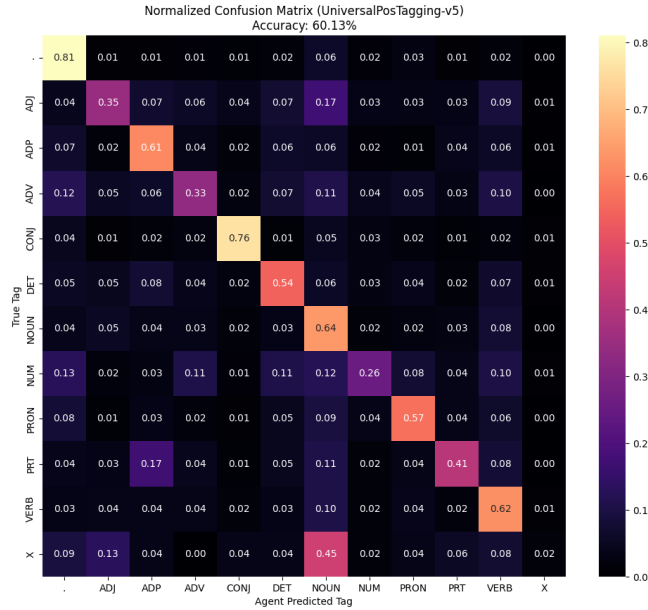 Normalized Confusion Matrix (UniversalPosTagging-v5)
Accuracy: 60.13%
. 0.81 0.01 0.01 0.01 0.01 0.02 0.06 0.02 0.03 0.01 0.02 0.00
ADJ 0.04 0.35 0.07 0.06 0.04 0.07 0.17 0.03 0.03 0.03 0.09 0.01
ADP 0.07 0.02 0.61 0.04 0.02 0.06 0.06 0.02 0.01 0.04 0.06 0.01
ADV 0.12 0.05 0.06 0.33 0.02 0.07 0.11 0.04 0.05 0.03 0.10 0.00
CONJ 0.04 0.01 0.02 0.02 0.76 0.01 0.05 0.03 0.02 0.01 0.02 0.01
DET 0.05 0.05 0.08 0.04 0.02 0.54 0.06 0.03 0.04 0.02 0.07 0.01
NOUN 0.04 0.05 0.04 0.03 0.02 0.03 0.64 0.02 0.02 0.03 0.08 0.00
NUM 0.13 0.02 0.03 0.11 0.01 0.11 0.12 0.26 0.08 0.04 0.10 0.01
PRON 0.08 0.01 0.03 0.02 0.01 0.05 0.09 0.04 0.57 0.04 0.06 0.00
PRT 0.04 0.03 0.17 0.04 0.01 0.05 0.11 0.02 0.04 0.41 0.08 0.00
VERB 0.03 0.04 0.04 0.04 0.02 0.03 0.10 0.02 0.04 0.02 0.62 0.01
X 0.09 0.13 0.04 0.00 0.04 0.04 0.45 0.02 0.04 0.06 0.08 0.02
. ADJ ADP ADV CONJ DET NOUN NUM PRON PRT VERB X
Agent Predicted Tag
True Tag
0.8
0.7
0.6
0.5
0.4
0.3
0.2
0.1
0.0